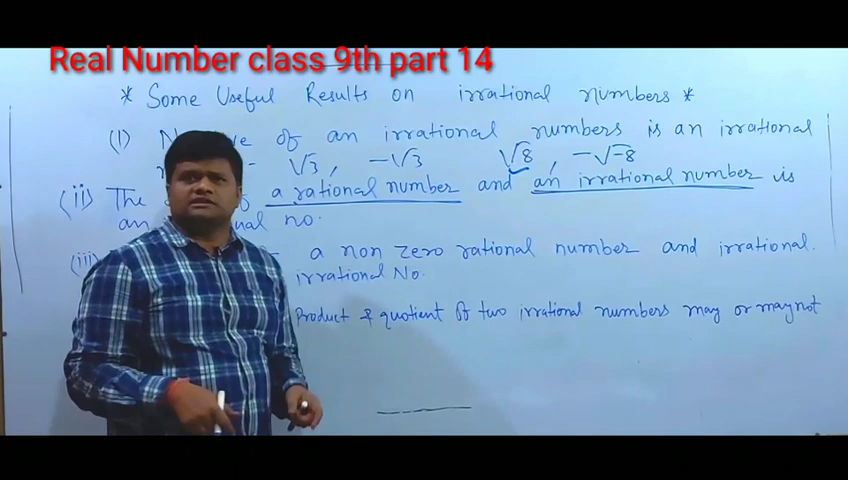 Real Number class 9th part 14
* Some Useful Results on irrational numbers *
(1) of an irrational numbers is an irrational
√3, -√3 √8, -√-8
(ii) The of a rational number and an irrational number is
an no.
(iii) a non zero rational number and irrational.
irrational No.
Product & quotient of two irrational numbers may or may not